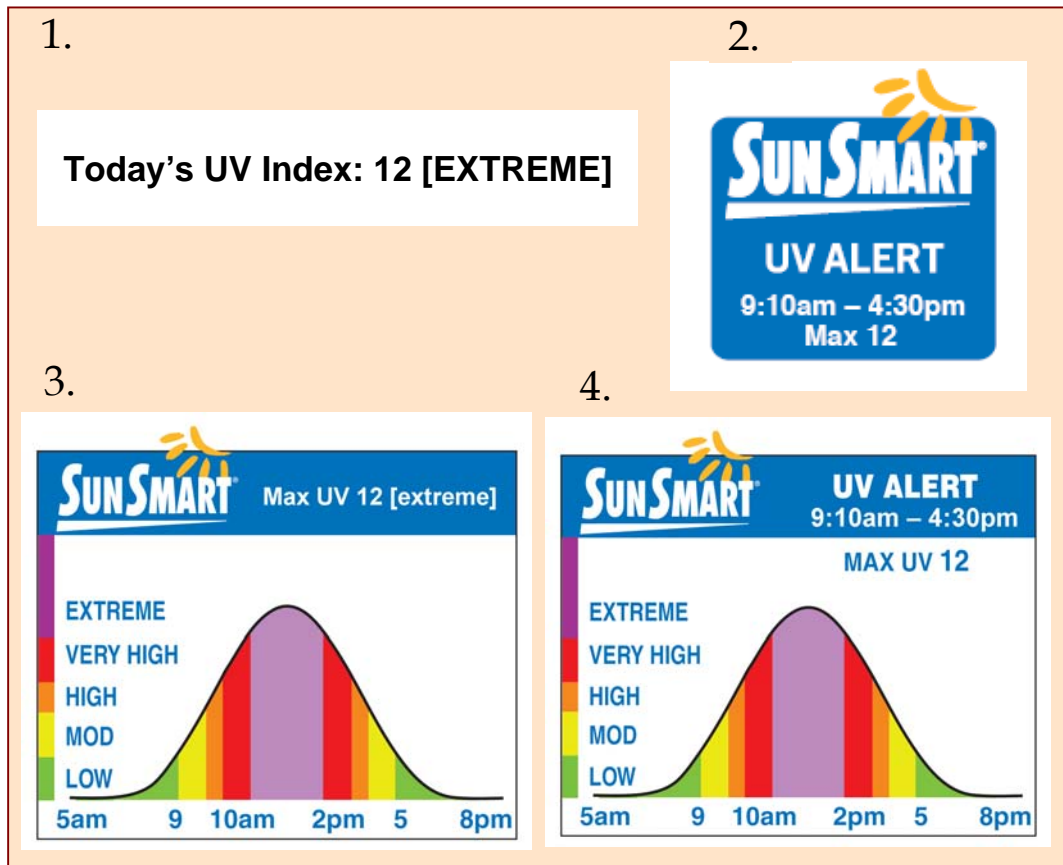 1.
Today's UV Index: 12 [EXTREME]
2.
SUNSMART®
UV ALERT
9:10am – 4:30pm
Max 12
3.
SUNSMART®
Max UV 12 [extreme]
EXTREME
VERY HIGH
HIGH
MOD
LOW
5am 9 10am 2pm 5 8pm
4.
SUNSMART®
UV ALERT
9:10am – 4:30pm
MAX UV 12
EXTREME
VERY HIGH
HIGH
MOD
LOW
5am 9 10am 2pm 5 8pm